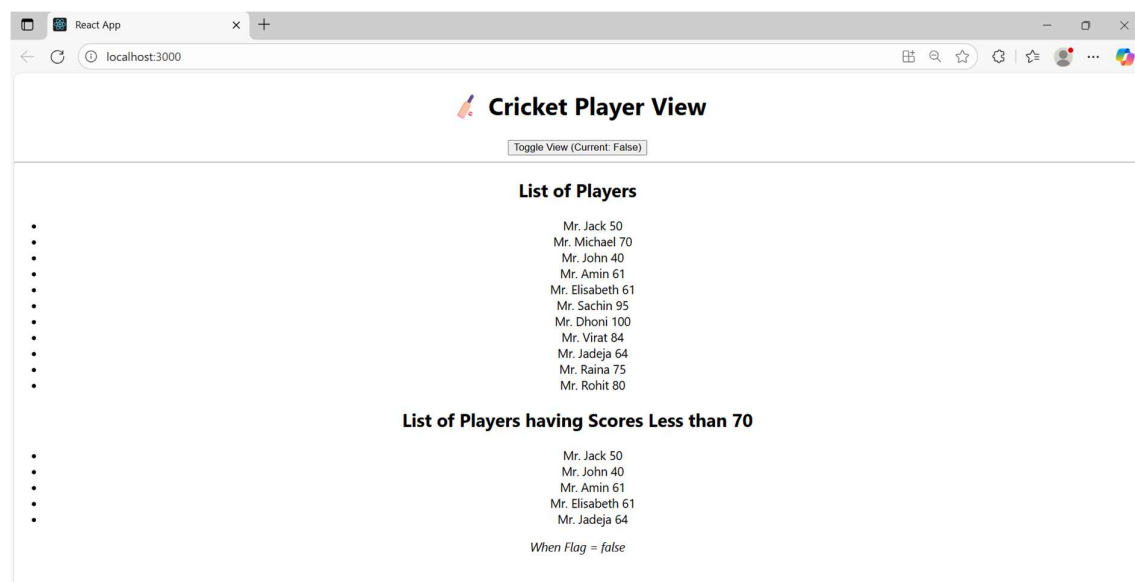 React App
localhost:3000
Cricket Player View
Toggle View (Current: False)
List of Players
Mr. Jack 50
Mr. Michael 70
Mr. John 40
Mr. Amin 61
Mr. Elisabeth 61
Mr. Sachin 95
Mr. Dhoni 100
Mr. Virat 84
Mr. Jadeja 64
Mr. Raina 75
Mr. Rohit 80
List of Players having Scores Less than 70
Mr. Jack 50
Mr. John 40
Mr. Amin 61
Mr. Elisabeth 61
Mr. Jadeja 64
When Flag = false